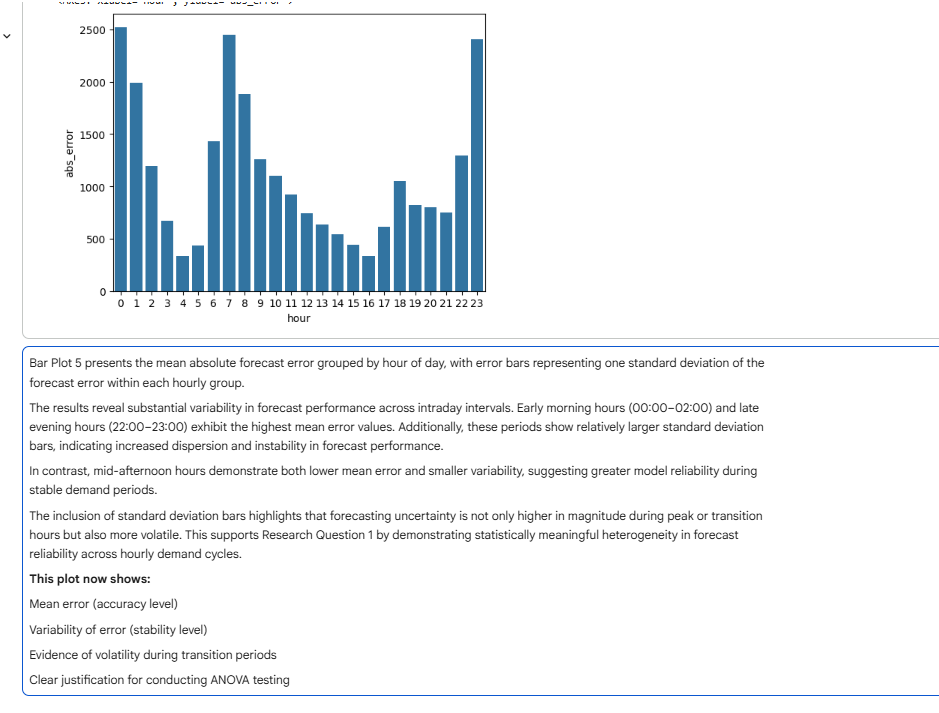 2500
2000
1500
1000
500
0
abs_error
0 1 2 3 4 5 6 7 8 9 10 11 12 13 14 15 16 17 18 19 20 21 22 23
hour
Bar Plot 5 presents the mean absolute forecast error grouped by hour of day, with error bars representing one standard deviation of the
forecast error within each hourly group.
The results reveal substantial variability in forecast performance across intraday intervals. Early morning hours (00:00–02:00) and late
evening hours (22:00–23:00) exhibit the highest mean error values. Additionally, these periods show relatively larger standard deviation
bars, indicating increased dispersion and instability in forecast performance.
In contrast, mid-afternoon hours demonstrate both lower mean error and smaller variability, suggesting greater model reliability during
stable demand periods.
The inclusion of standard deviation bars highlights that forecasting uncertainty is not only higher in magnitude during peak or transition
hours but also more volatile. This supports Research Question 1 by demonstrating statistically meaningful heterogeneity in forecast
reliability across hourly demand cycles.
This plot now shows:
Mean error (accuracy level)
Variability of error (stability level)
Evidence of volatility during transition periods
Clear justification for conducting ANOVA testing